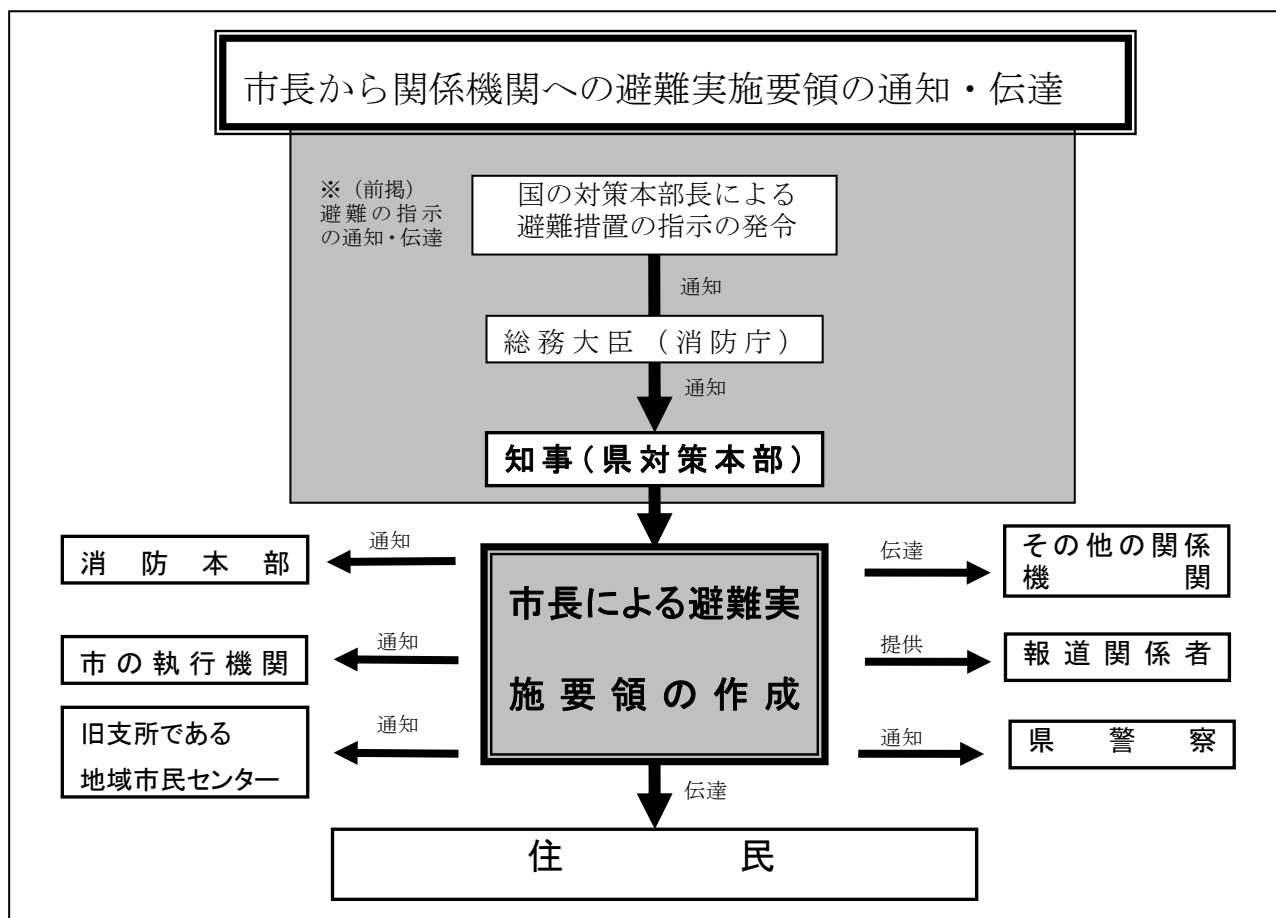 市長から関係機関への避難実施要領の通知・伝達
※（前掲）
避難の指示
の通知・伝達
国の対策本部長による
避難措置の指示の発令
通知
総務大臣（消防庁）
通知
知事（県対策本部）
消防本部
通知
市の執行機関
通知
旧支所である
地域市民センター
通知
市長による避難実
施要領の作成
伝達
その他の関係
機関
提供
報道関係者
通知
県警察
伝達
住民